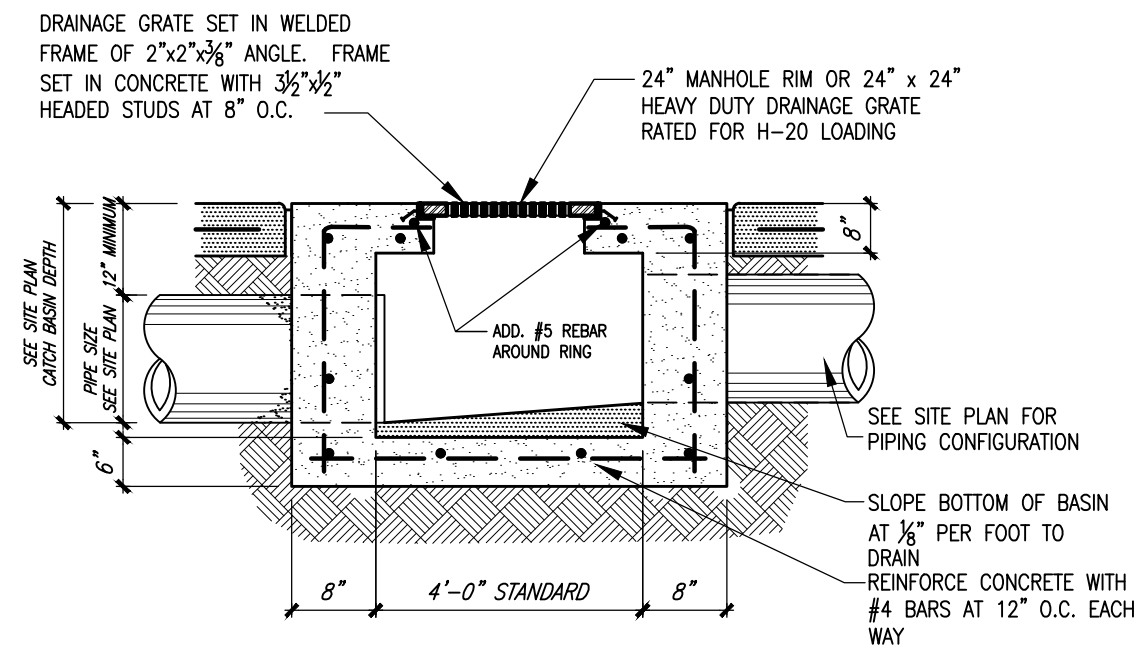 DRAINAGE GRATE SET IN WELDED
FRAME OF 2"x2"x⅜" ANGLE. FRAME
SET IN CONCRETE WITH 3½"x½"
HEADED STUDS AT 8" O.C.
24" MANHOLE RIM OR 24" x 24"
HEAVY DUTY DRAINAGE GRATE
RATED FOR H-20 LOADING
SEE SITE PLAN
CATCH BASIN DEPTH
12" MINIMUM
PIPE SIZE
SEE SITE PLAN
6"
8"
ADD. #5 REBAR
AROUND RING
SEE SITE PLAN FOR
PIPING CONFIGURATION
SLOPE BOTTOM OF BASIN
AT ⅛" PER FOOT TO
DRAIN
REINFORCE CONCRETE WITH
#4 BARS AT 12" O.C. EACH
WAY
8"
4'-0" STANDARD
8"